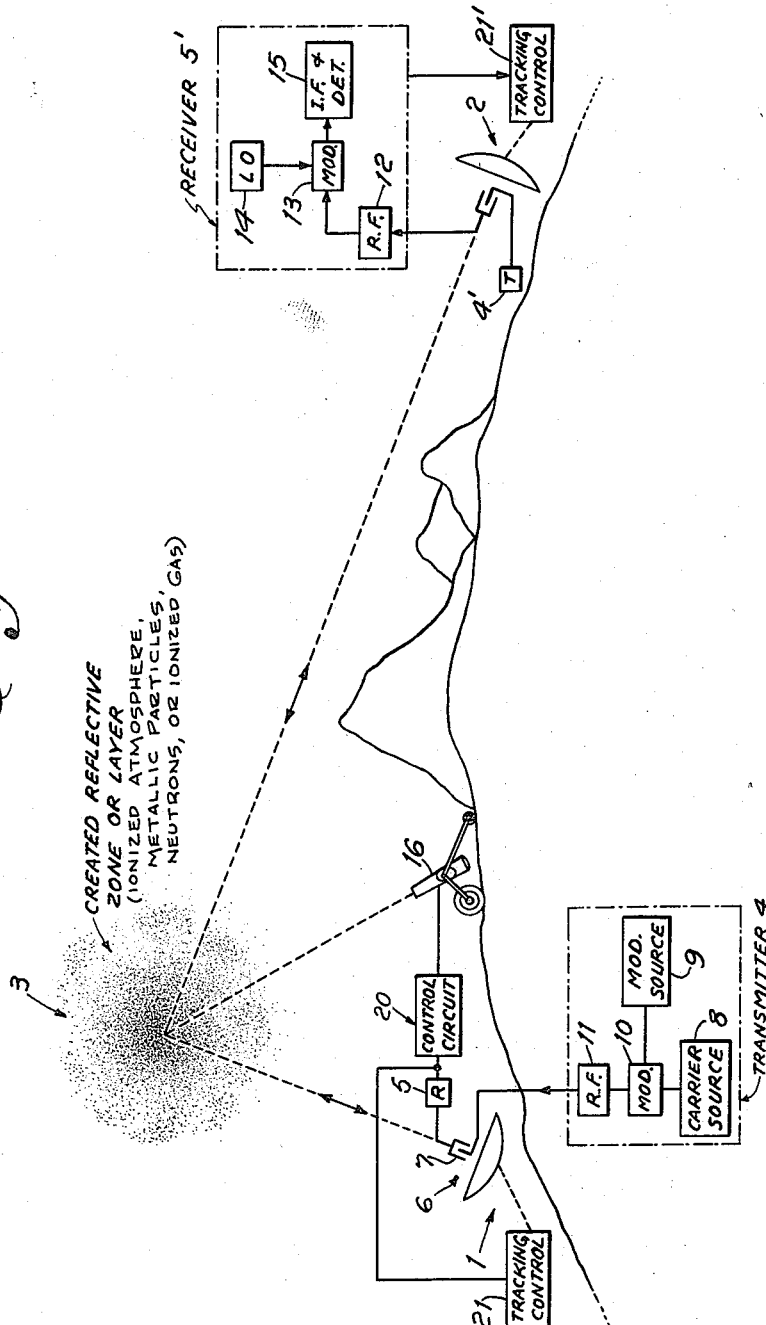 3
CREATED REFLECTIVE
ZONE OR LAYER
(IONIZED ATMOSPHERE,
METALLIC PARTICLES,
NEUTRONS, OR IONIZED GAS)
RECEIVER 5'
14
LO
15
I.F. &
DET.
13
MOD.
12
R.F.
21'
TRACKING
CONTROL
2
4'
T
16
20
CONTROL
CIRCUIT
5
R
7
6
1
21
TRACKING
CONTROL
11
R.F.
10
MOD.
MOD.
SOURCE
9
CARRIER
SOURCE
8
TRANSMITTER 4